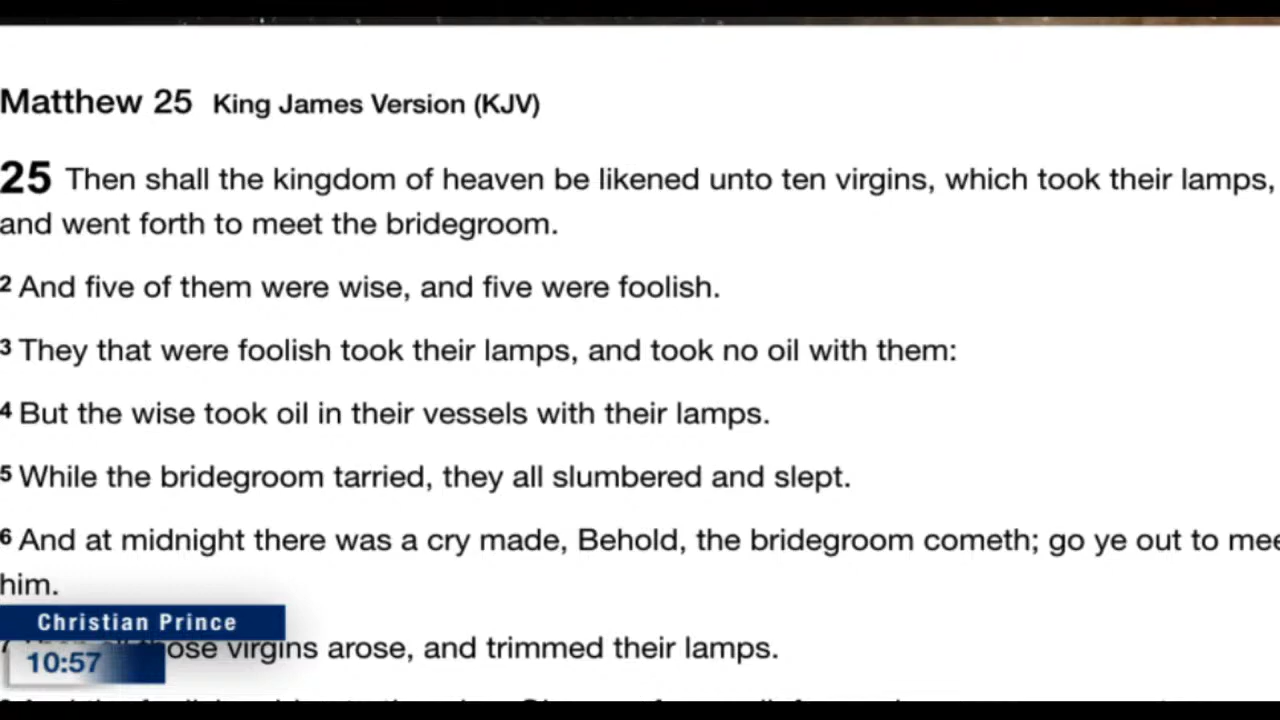 Matthew 25 King James Version (KJV)
25 Then shall the kingdom of heaven be likened unto ten virgins, which took their lamps,
and went forth to meet the bridegroom.
2 And five of them were wise, and five were foolish.
3 They that were foolish took their lamps, and took no oil with them:
4 But the wise took oil in their vessels with their lamps.
5 While the bridegroom tarried, they all slumbered and slept.
6 And at midnight there was a cry made, Behold, the bridegroom cometh; go ye out to mee
him.
Christian Prince
virgins arose, and trimmed their lamps.
10:57